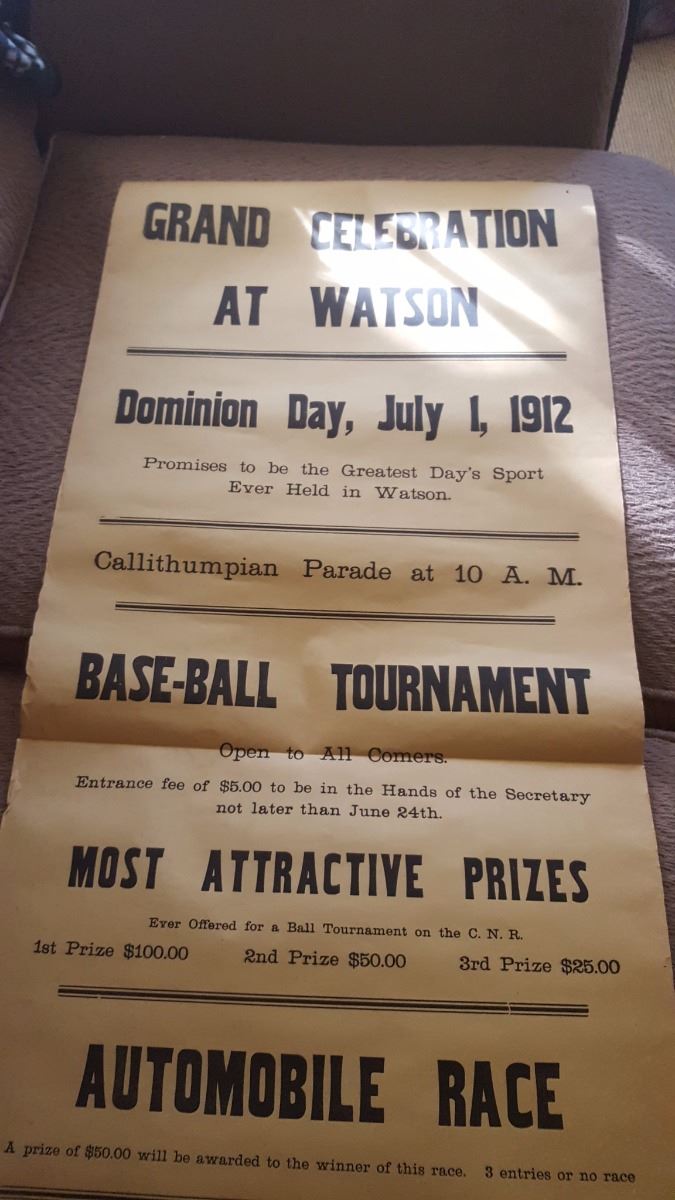 GRAND CELEBRATION
AT WATSON
Dominion Day, July 1, 1912
Promises to be the Greatest Day's Sport
Ever Held in Watson.
Callithumpian Parade at 10 A. M.
BASE-BALL TOURNAMENT
Open to All Comers.
Entrance fee of $5.00 to be in the Hands of the Secretary
not later than June 24th.
MOST ATTRACTIVE PRIZES
Ever Offered for a Ball Tournament on the C. N. R.
1st Prize $100.00 2nd Prize $50.00 3rd Prize $25.00
AUTOMOBILE RACE
A prize of $50.00 will be awarded to the winner of this race. 3 entries or no race